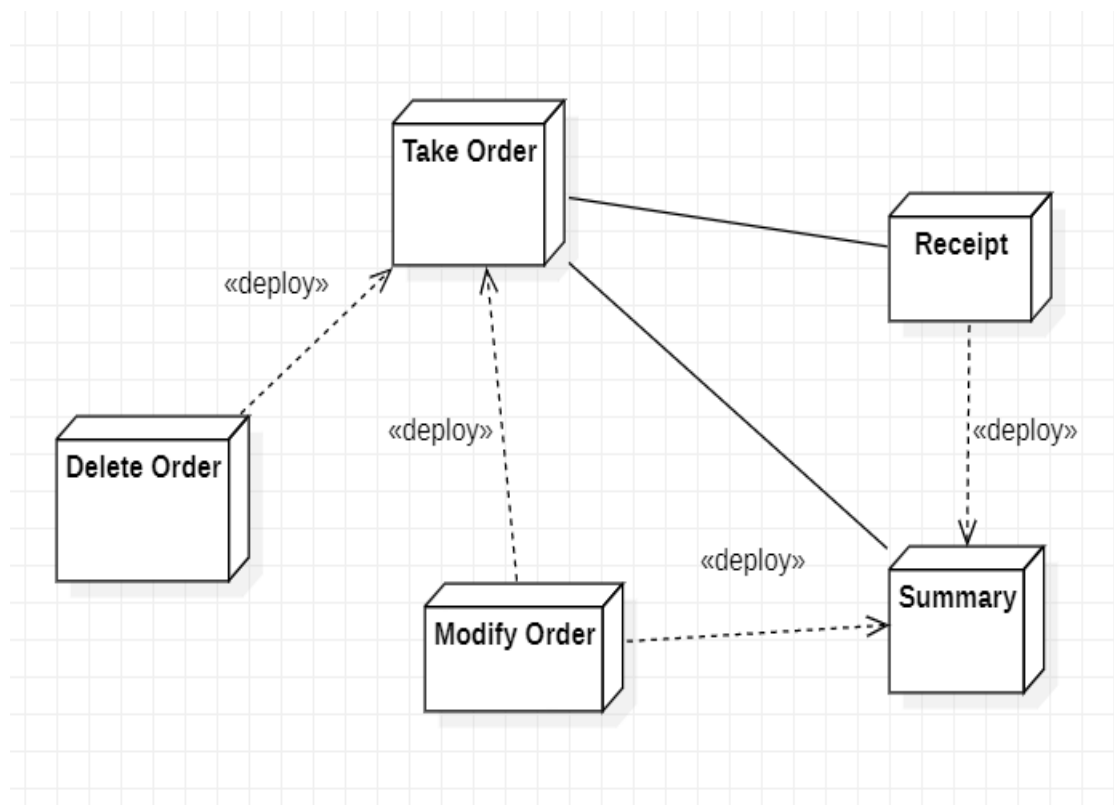 Take Order
Receipt
«deploy»
«deploy»
«deploy»
Delete Order
«deploy»
Summary
Modify Order